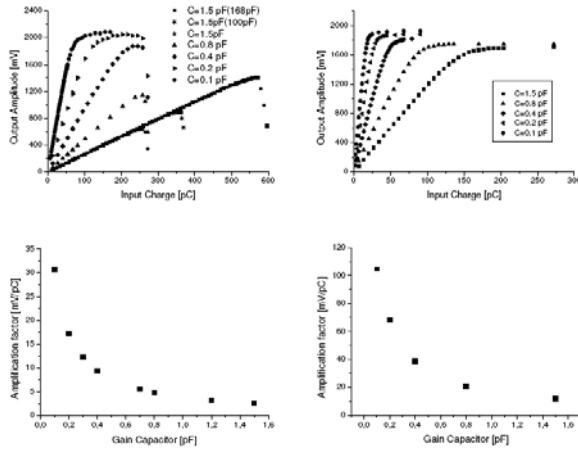 C=1.5 pF(168pF)
C=1.5pF(100pF)
C=1.5pF
C=0.8 pF
C=0.4 pF
C=0.2 pF
C=0.1 pF
Output Amplitude [mV]
2000
1600
1200
800
400
0
0 100 200 300 400 500 600
Input Charge [pC]
Output Amplitude [mV]
2000
1600
1200
800
400
0
C=1.5 pF
C=0.8 pF
C=0.4 pF
C=0.2 pF
C=0.1 pF
0 50 100 150 200 250 300
Input Charge [pC]
Amplification factor [mV/pC]
35
30
25
20
15
10
5
0
0,0 0,2 0,4 0,6 0,8 1,0 1,2 1,4 1,6
Gain Capacitor [pF]
Amplification factor [mV/pC]
120
100
80
60
40
20
0
0,0 0,2 0,4 0,6 0,8 1,0 1,2 1,4 1,6
Gain Capacitor [pF]